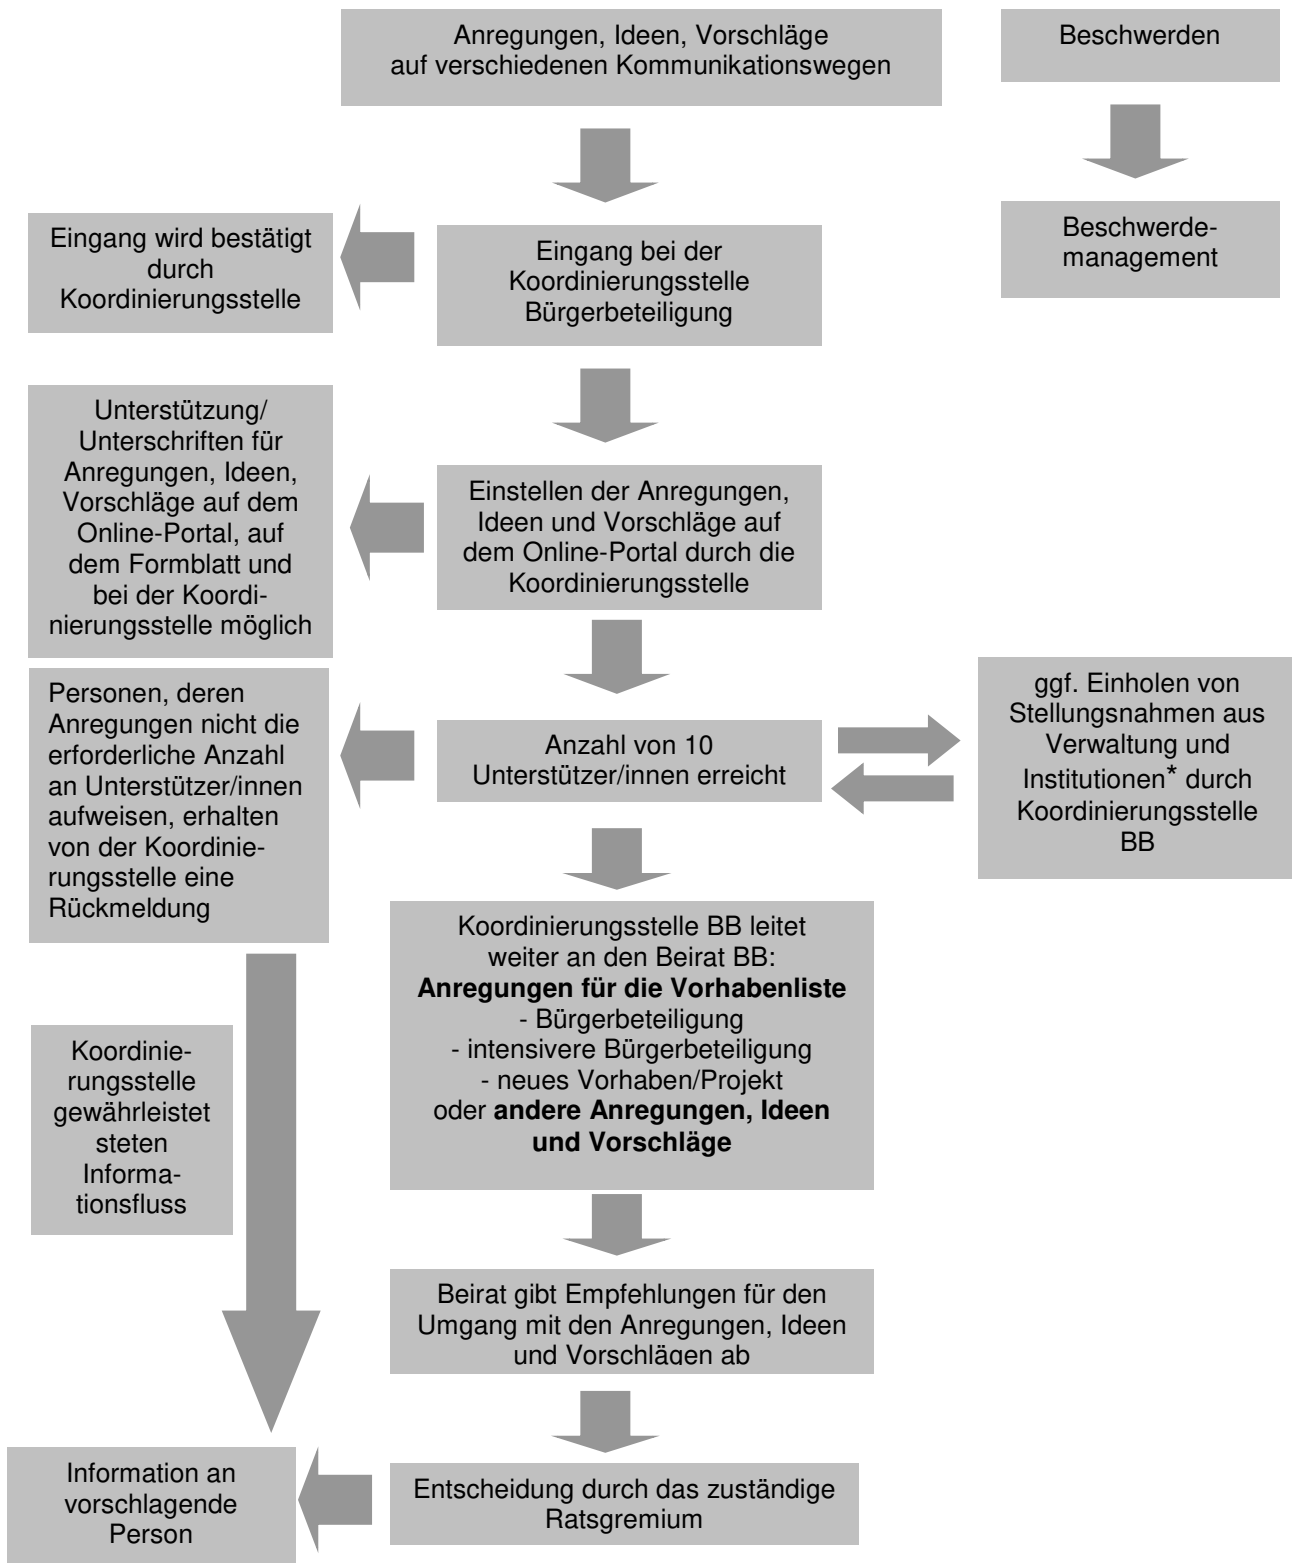 Anregungen, Ideen, Vorschläge
auf verschiedenen Kommunikationswegen
Beschwerden
Beschwerde-
management
Eingang wird bestätigt
durch
Koordinierungsstelle
Eingang bei der
Koordinierungsstelle
Bürgerbeteiligung
Unterstützung/
Unterschriften für
Anregungen, Ideen,
Vorschläge auf dem
Online-Portal, auf
dem Formblatt und
bei der Koordi-
nierungsstelle möglich
Einstellen der Anregungen,
Ideen und Vorschläge auf
dem Online-Portal durch die
Koordinierungsstelle
Personen, deren
Anregungen nicht die
erforderliche Anzahl
an Unterstützer/innen
aufweisen, erhalten
von der Koordinie-
rungsstelle eine
Rückmeldung
Anzahl von 10
Unterstützer/innen erreicht
ggf. Einholen von
Stellungsnahmen aus
Verwaltung und
Institutionen* durch
Koordinierungsstelle
BB
Koordinierungsstelle BB leitet
weiter an den Beirat BB:
Anregungen für die Vorhabenliste
- Bürgerbeteiligung
- intensivere Bürgerbeteiligung
- neues Vorhaben/Projekt
oder andere Anregungen, Ideen
und Vorschläge
Koordinie-
rungsstelle
gewährleistet
steten
Informa-
tionsfluss
Beirat gibt Empfehlungen für den
Umgang mit den Anregungen, Ideen
und Vorschlägen ab
Information an
vorschlagende
Person
Entscheidung durch das zuständige
Ratsgremium